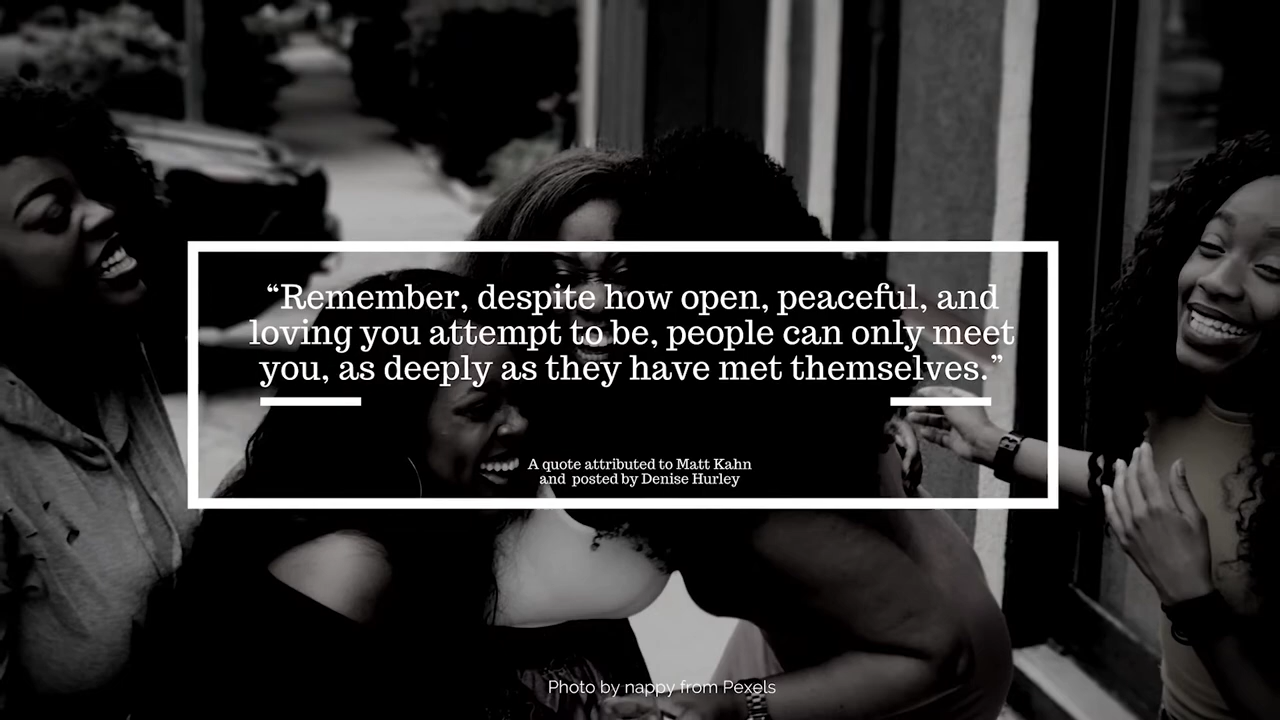 “Remember, despite how open, peaceful, and
loving you attempt to be, people can only meet
you, as deeply as they have met themselves.”
A quote attributed to Matt Kahn
and  posted by Denise Hurley
Photo by nappy from Pexels